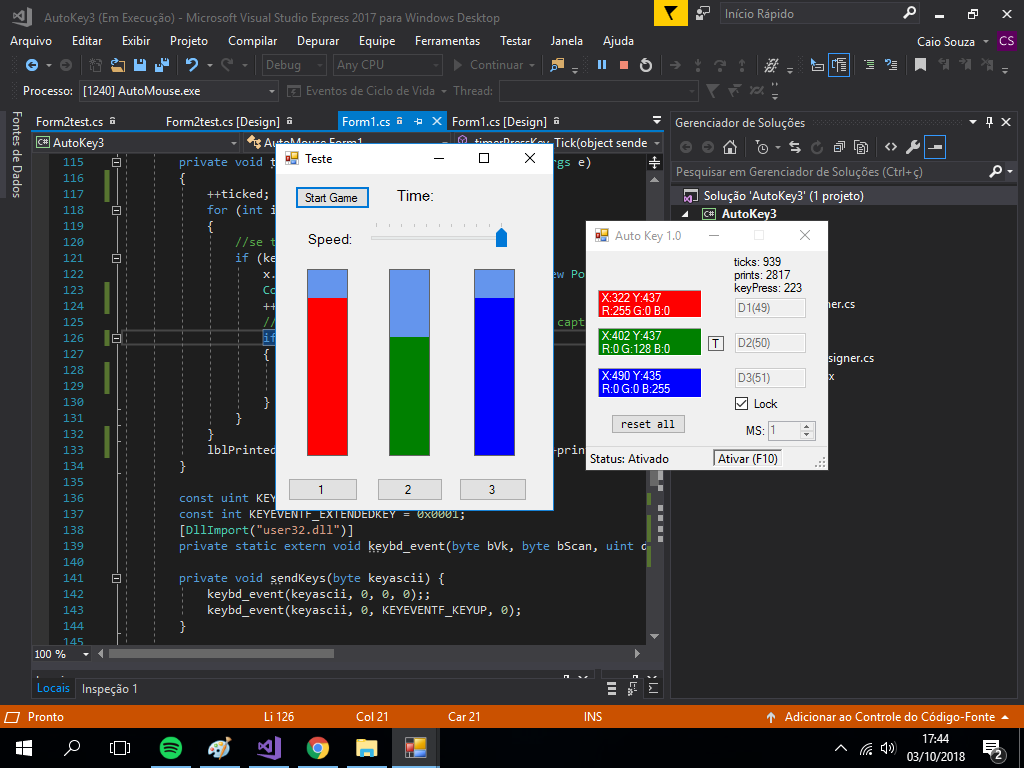 AutoKey3 (Em Execução) - Microsoft Visual Studio Express 2017 para Windows Desktop
Início Rápido
Arquivo Editar Exibir Projeto Compilar Depurar Equipe Ferramentas Testar Janela Ajuda
Caio Souza CS
Debug Any CPU Continuar
Processo: [1240] AutoMouse.exe Eventos de Ciclo de Vida Thread:
Fontes de Dados
Form2test.cs Form2test.cs [Design] Form1.cs Form1.cs [Design]
AutoKey3 AutoMouse.Form1 timerPressKey_Tick(object sende
115 private void t gs e)
116 {
117 ++ticked;
118 for (int i
119 {
120 //se t
121 if (ke
122 x. ew Po
123 Co
124 ++
125 // capt
126 if
127 {
128
129
130 }
131 }
132 }
133 lblPrinted prin
134 }
135
136 const uint KEY
137 const int KEYEVENTF_EXTENDEDKEY = 0x0001;
138 [DllImport("user32.dll")]
139 private static extern void keybd_event(byte bVk, byte bScan, uint d
140
141 private void sendKeys(byte keyascii) {
142 keybd_event(keyascii, 0, 0, 0);;
143 keybd_event(keyascii, 0, KEYEVENTF_KEYUP, 0);
144 }
145
100 %
Teste
Start Game Time:
Speed:
1 2 3
Gerenciador de Soluções
Pesquisar em Gerenciador de Soluções (Ctrl+ç)
Solução 'AutoKey3' (1 projeto)
AutoKey3
ner.cs
signer.cs
x
Auto Key 1.0
ticks: 939
prints: 2817
keyPress: 223
X:322 Y:437
R:255 G:0 B:0
D1(49)
X:402 Y:437
R:0 G:128 B:0
T
D2(50)
X:490 Y:435
R:0 G:0 B:255
D3(51)
Lock
reset all
MS: 1
Status: Ativado Ativar (F10)
Locais Inspeção 1
Pronto Li 126 Col 21 Car 21 INS Adicionar ao Controle do Código-Fonte
17:44
03/10/2018
2